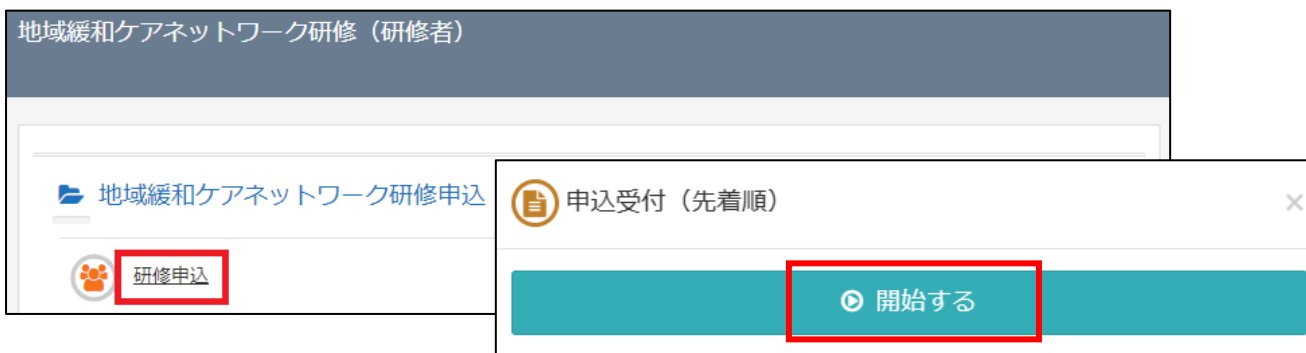 地域緩和ケアネットワーク研修（研修者）
地域緩和ケアネットワーク研修申込
研修申込
申込受付（先着順）
開始する